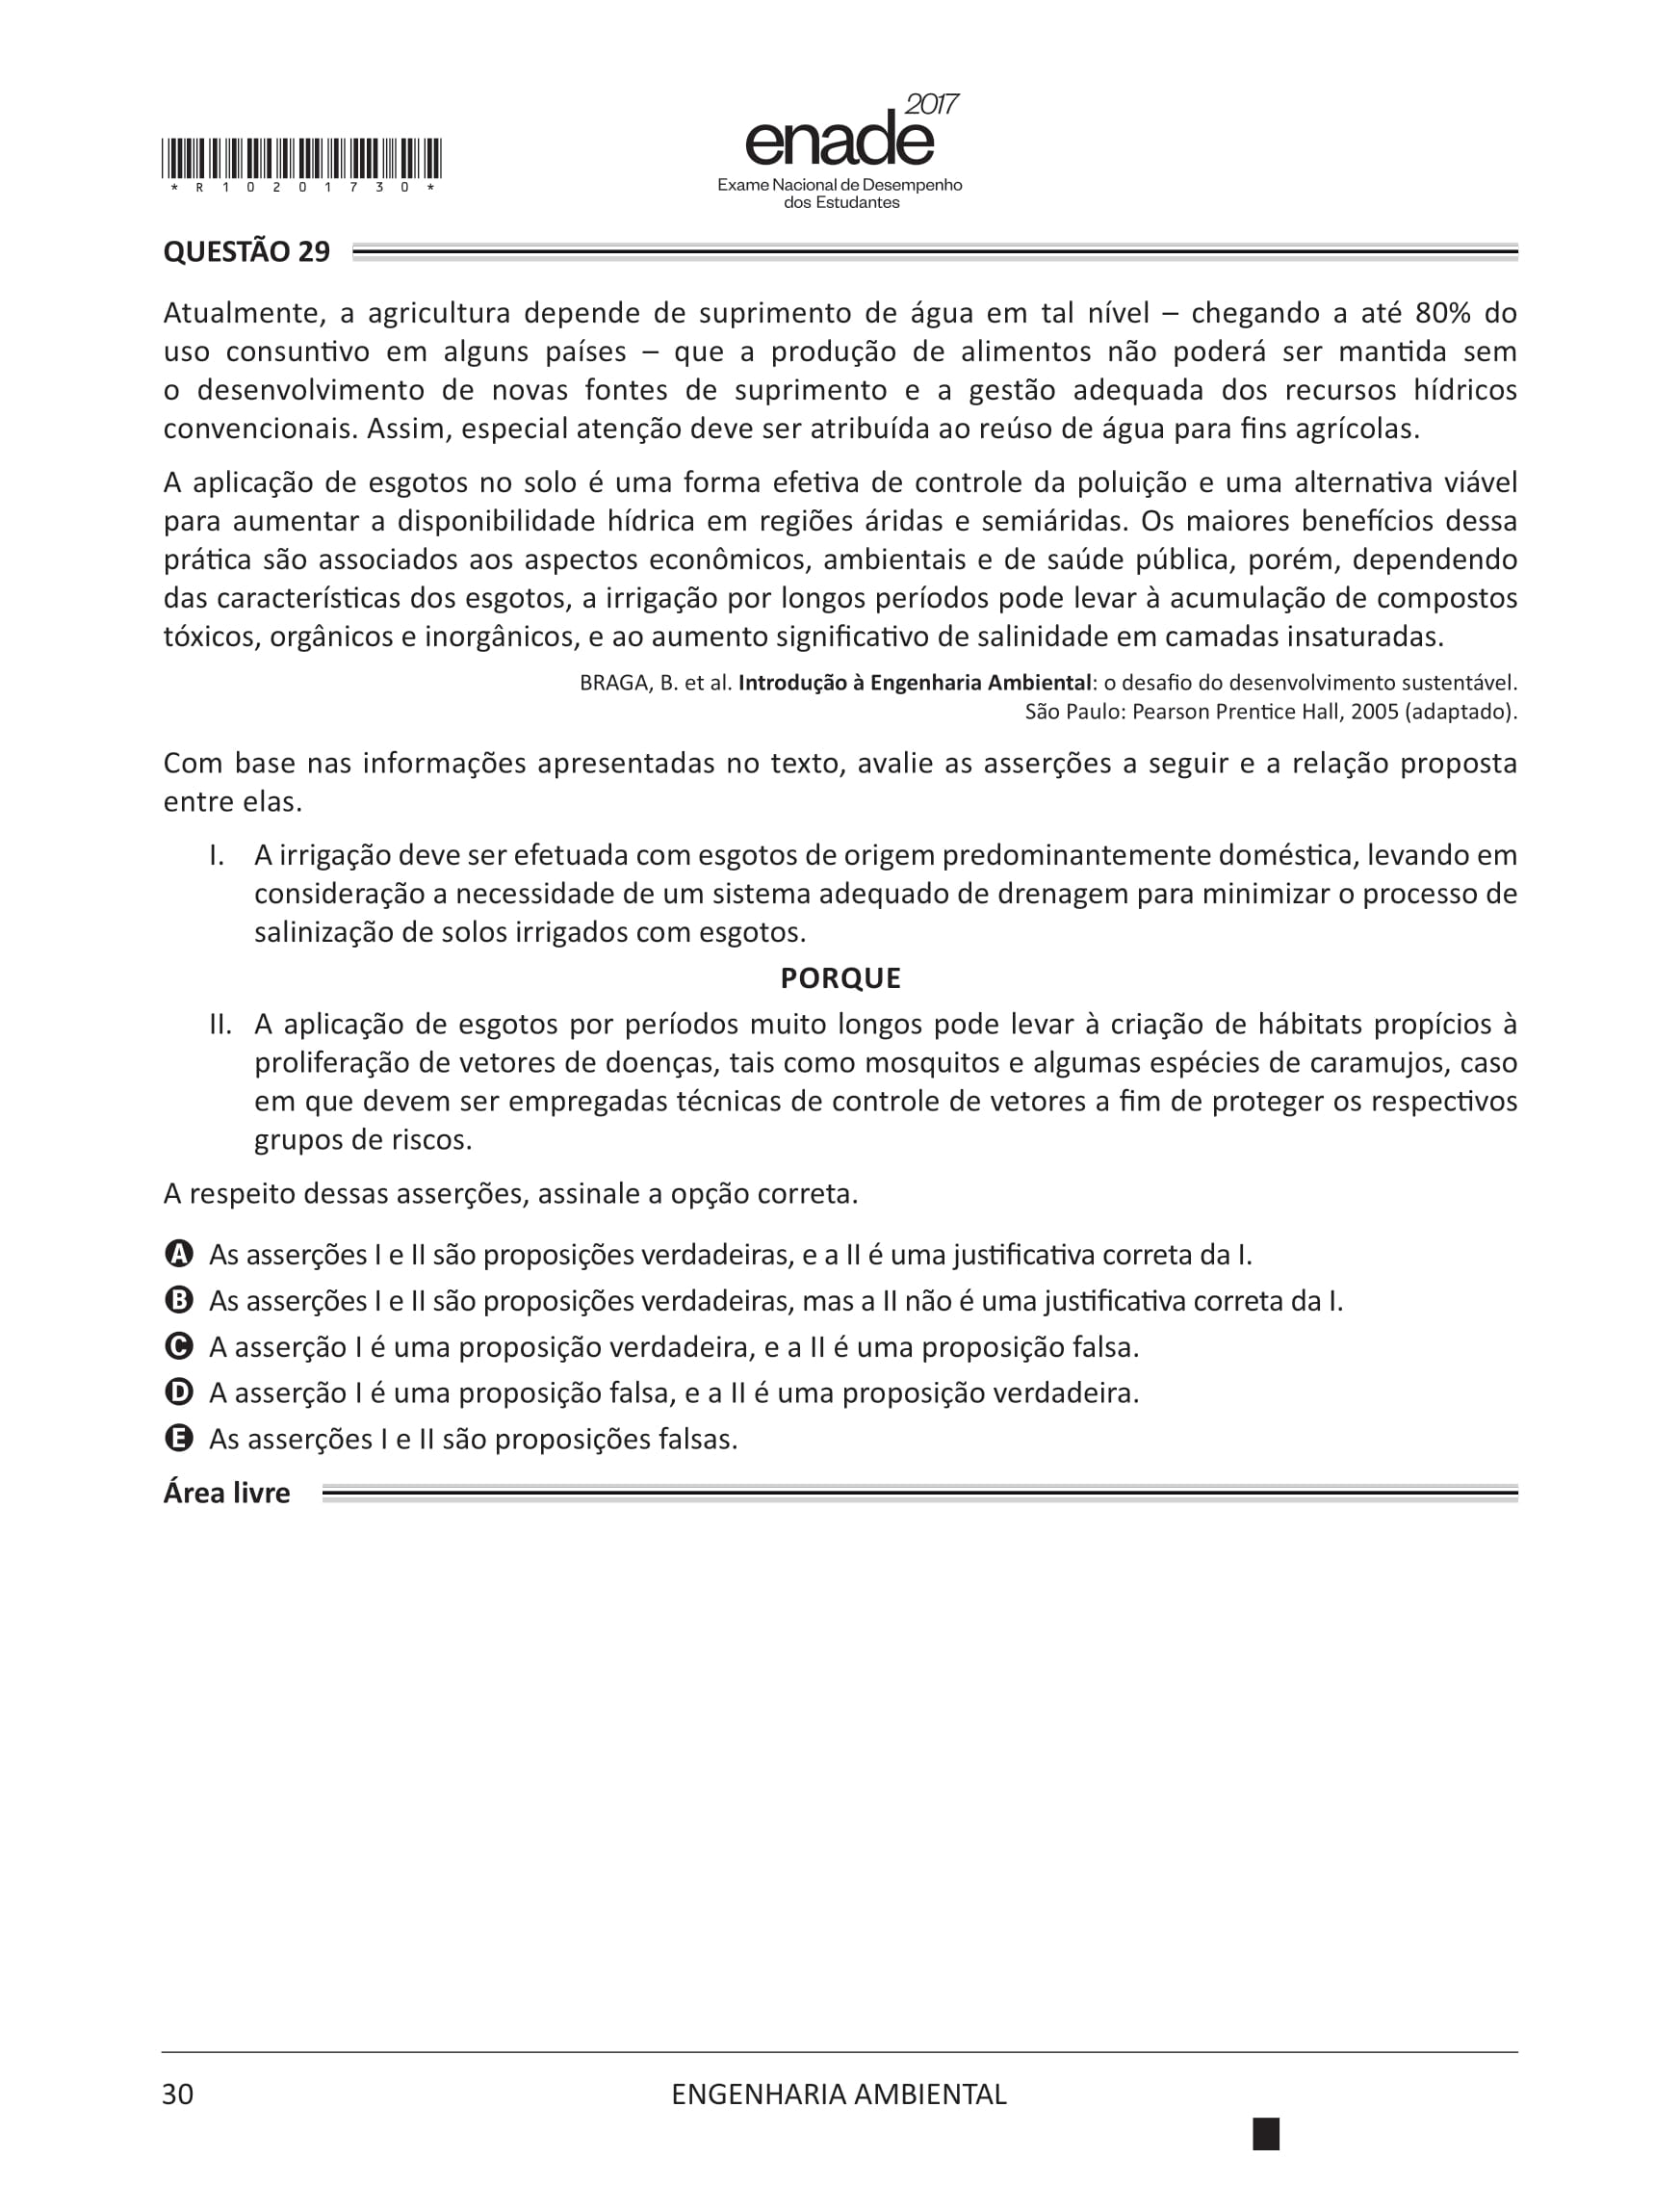 2017
enade
Exame Nacional de Desempenho
dos Estudantes
* R 1 0 2 0 1 7 3 0 *
QUESTÃO 29
Atualmente, a agricultura depende de suprimento de água em tal nível – chegando a até 80% do
uso consuntivo em alguns países – que a produção de alimentos não poderá ser mantida sem
o desenvolvimento de novas fontes de suprimento e a gestão adequada dos recursos hídricos
convencionais. Assim, especial atenção deve ser atribuída ao reúso de água para fins agrícolas.
A aplicação de esgotos no solo é uma forma efetiva de controle da poluição e uma alternativa viável
para aumentar a disponibilidade hídrica em regiões áridas e semiáridas. Os maiores benefícios dessa
prática são associados aos aspectos econômicos, ambientais e de saúde pública, porém, dependendo
das características dos esgotos, a irrigação por longos períodos pode levar à acumulação de compostos
tóxicos, orgânicos e inorgânicos, e ao aumento significativo de salinidade em camadas insaturadas.
BRAGA, B. et al. Introdução à Engenharia Ambiental: o desafio do desenvolvimento sustentável.
São Paulo: Pearson Prentice Hall, 2005 (adaptado).
Com base nas informações apresentadas no texto, avalie as asserções a seguir e a relação proposta
entre elas.
I. A irrigação deve ser efetuada com esgotos de origem predominantemente doméstica, levando em
consideração a necessidade de um sistema adequado de drenagem para minimizar o processo de
salinização de solos irrigados com esgotos.
PORQUE
II. A aplicação de esgotos por períodos muito longos pode levar à criação de hábitats propícios à
proliferação de vetores de doenças, tais como mosquitos e algumas espécies de caramujos, caso
em que devem ser empregadas técnicas de controle de vetores a fim de proteger os respectivos
grupos de riscos.
A respeito dessas asserções, assinale a opção correta.
A As asserções I e II são proposições verdadeiras, e a II é uma justificativa correta da I.
B As asserções I e II são proposições verdadeiras, mas a II não é uma justificativa correta da I.
C A asserção I é uma proposição verdadeira, e a II é uma proposição falsa.
D A asserção I é uma proposição falsa, e a II é uma proposição verdadeira.
E As asserções I e II são proposições falsas.
Área livre
30
ENGENHARIA AMBIENTAL